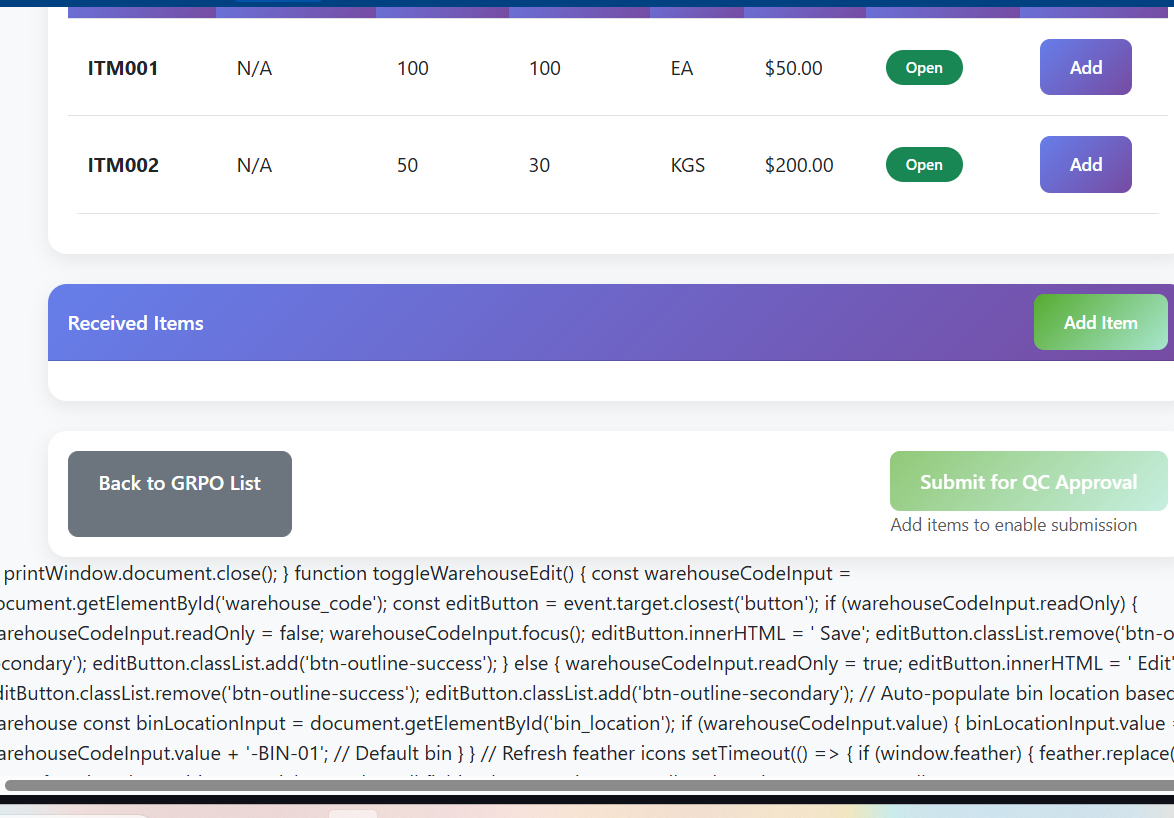 ITM001 N/A 100 100 EA $50.00 Open Add
ITM002 N/A 50 30 KGS $200.00 Open Add
Received Items Add Item
Back to GRPO List Submit for QC Approval
Add items to enable submission
printWindow.document.close(); } function toggleWarehouseEdit() { const warehouseCodeInput =
ocument.getElementById('warehouse_code'); const editButton = event.target.closest('button'); if (warehouseCodeInput.readOnly) {
arehouseCodeInput.readOnly = false; warehouseCodeInput.focus(); editButton.innerHTML = ' Save'; editButton.classList.remove('btn-o
econdary'); editButton.classList.add('btn-outline-success'); } else { warehouseCodeInput.readOnly = true; editButton.innerHTML = ' Edit'
ditButton.classList.remove('btn-outline-success'); editButton.classList.add('btn-outline-secondary'); // Auto-populate bin location based
arehouse const binLocationInput = document.getElementById('bin_location'); if (warehouseCodeInput.value) { binLocationInput.value =
arehouseCodeInput.value + '-BIN-01'; // Default bin } } // Refresh feather icons setTimeout(() => { if (window.feather) { feather.replace(